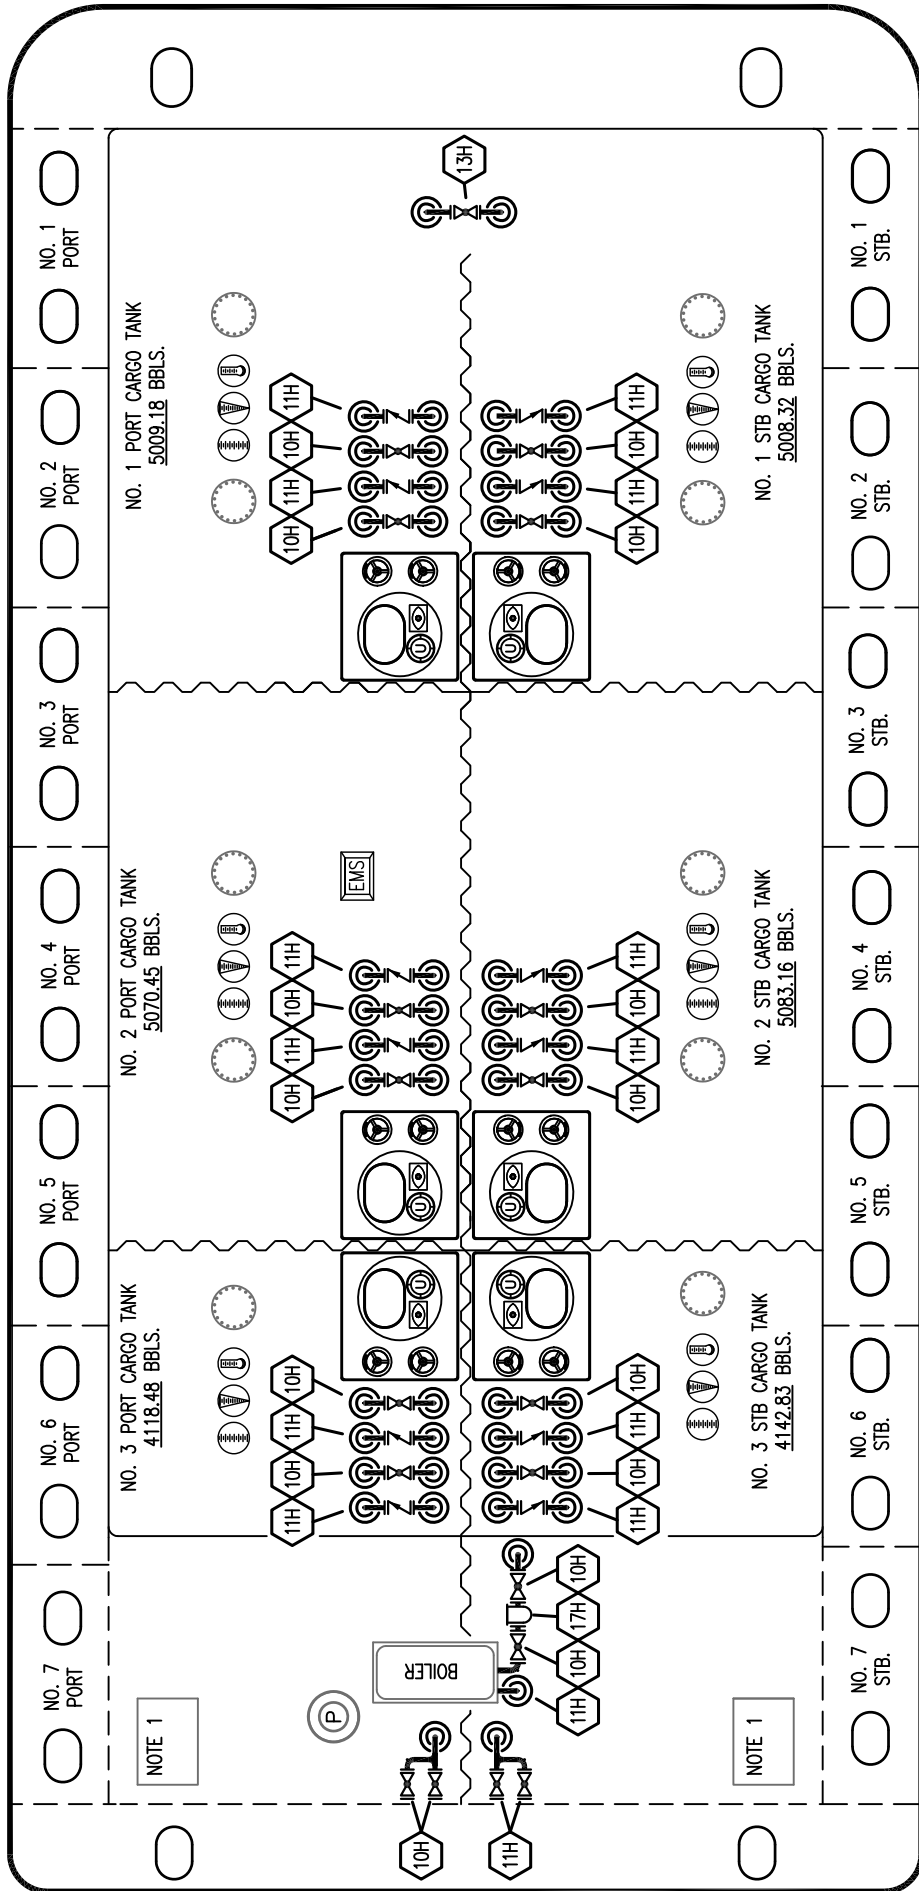 13H
NO. 1
PORT
NO. 1
STB.
NO. 1 PORT CARGO TANK
5009.18 BBLS.
NO. 1 STB CARGO TANK
5008.32 BBLS.
11H
10H
11H
10H
11H
10H
11H
10H
NO. 2
PORT
NO. 2
STB.
U
U
NO. 3
PORT
NO. 3
STB.
EMS
NO. 2 PORT CARGO TANK
5070.45 BBLS.
NO. 2 STB CARGO TANK
5083.16 BBLS.
NO. 4
PORT
NO. 4
STB.
11H
10H
11H
10H
11H
10H
11H
10H
U
U
NO. 5
PORT
NO. 5
STB.
U
U
NO. 3 PORT CARGO TANK
4118.48 BBLS.
NO. 3 STB CARGO TANK
4142.83 BBLS.
10H
11H
10H
11H
10H
11H
10H
11H
NO. 6
PORT
NO. 6
STB.
10H
17H
10H
11H
BOILER
P
NO. 7
PORT
NO. 7
STB.
NOTE 1
NOTE 1
10H
11H